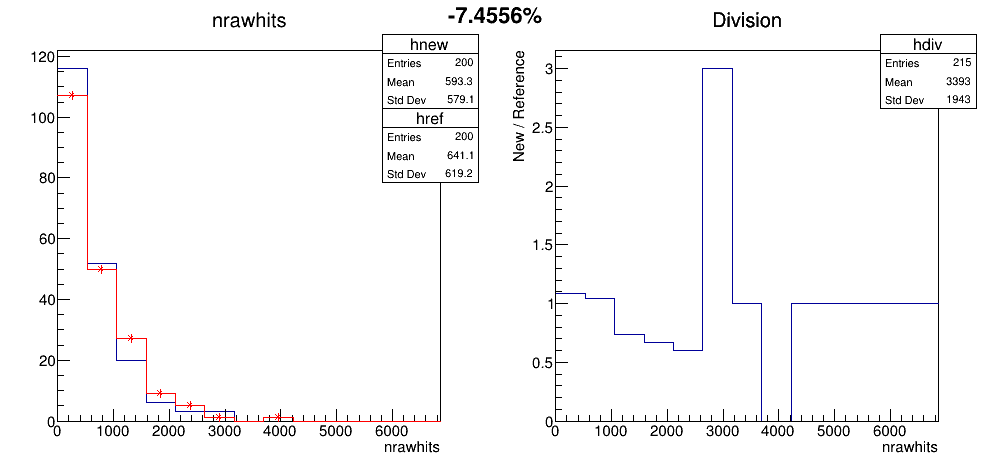 -7.4556%
nrawhits
hnew
Entries 200
Mean 593.3
Std Dev 579.1
href
Entries 200
Mean 641.1
Std Dev 619.2
120
100
80
60
40
20
0
0 1000 2000 3000 4000 5000 6000
nrawhits
Division
hdiv
Entries 215
Mean 3393
Std Dev 1943
New / Reference
3
2.5
2
1.5
1
0.5
0
0 1000 2000 3000 4000 5000 6000
nrawhits